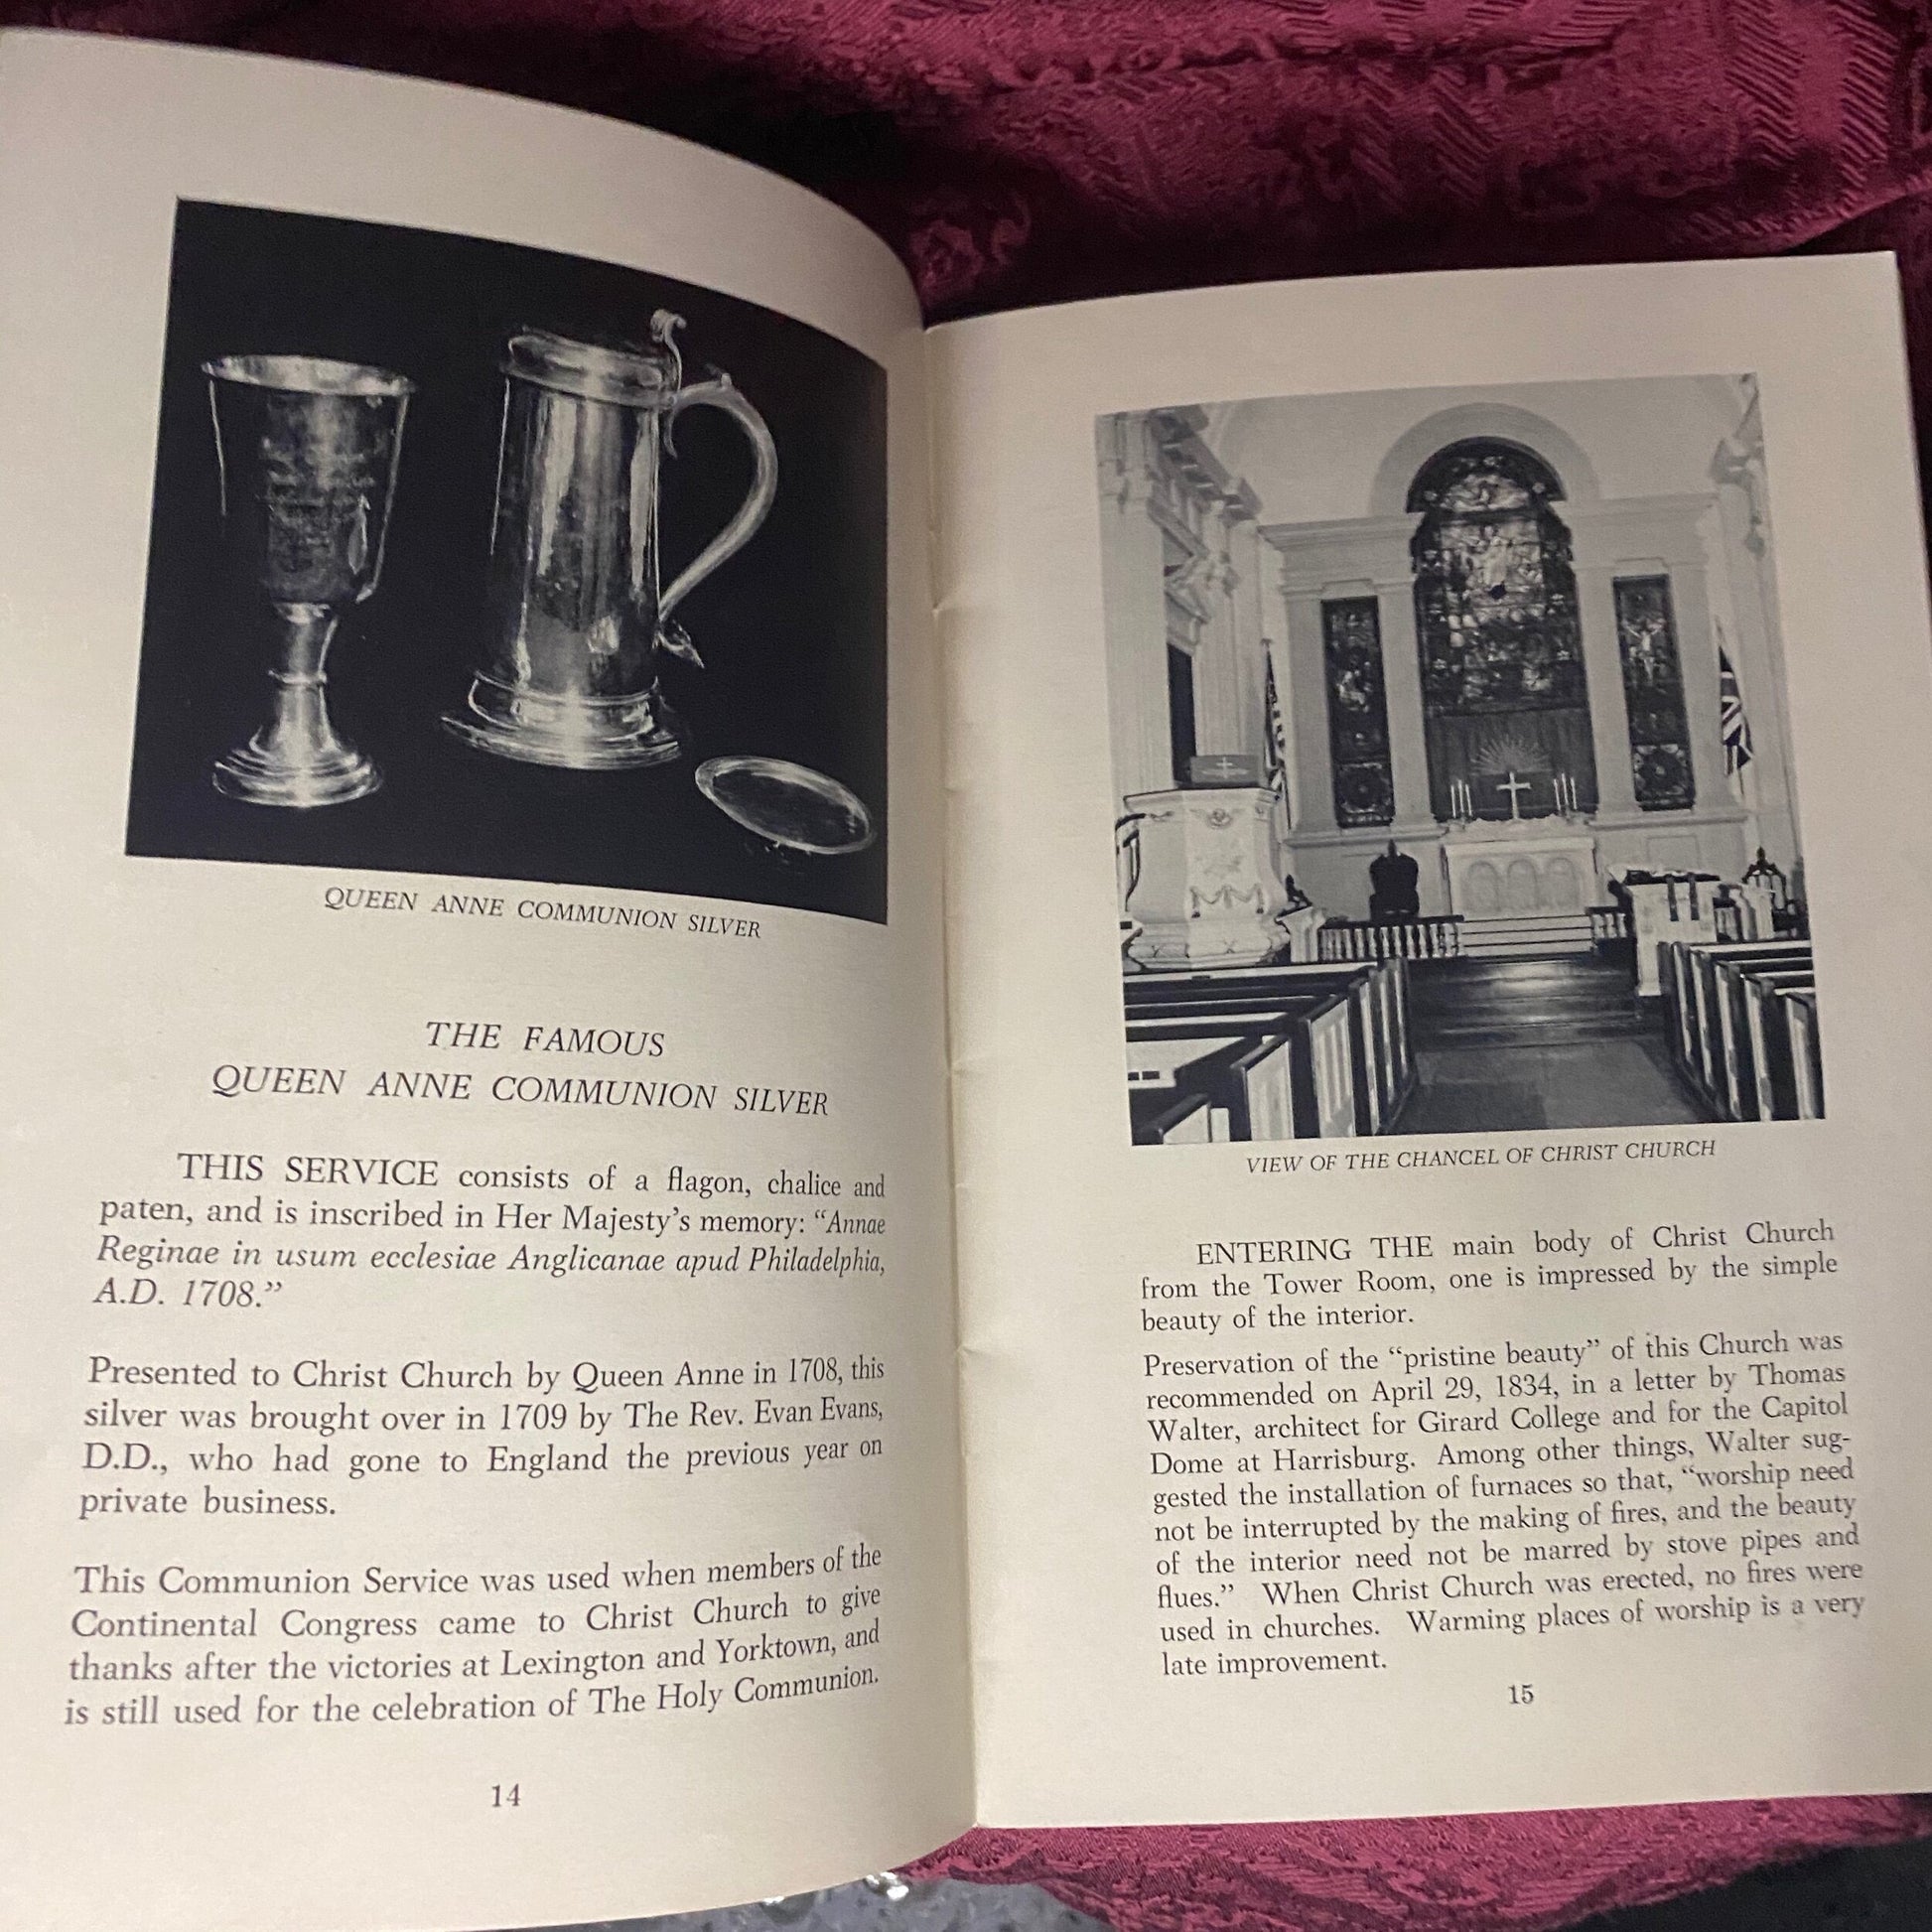 QUEEN ANNE COMMUNION SILVER
THE FAMOUS
QUEEN ANNE COMMUNION SILVER
THIS SERVICE consists of a flagon, chalice and
paten, and is inscribed in Her Majesty's memory: “Annae
Reginae in usum ecclesiae Anglicanae apud Philadelphia,
A.D. 1708.”
Presented to Christ Church by Queen Anne in 1708, this
silver was brought over in 1709 by The Rev. Evan Evans,
D.D., who had gone to England the previous year on
private business.
This Communion Service was used when members of the
Continental Congress came to Christ Church to give
thanks after the victories at Lexington and Yorktown, and
is still used for the celebration of The Holy Communion.
14
VIEW OF THE CHANCEL OF CHRIST CHURCH
ENTERING THE main body of Christ Church
from the Tower Room, one is impressed by the simple
beauty of the interior.
Preservation of the “pristine beauty” of this Church was
recommended on April 29, 1834, in a letter by Thomas
Walter, architect for Girard College and for the Capitol
Dome at Harrisburg. Among other things, Walter sug-
gested the installation of furnaces so that, “worship need
not be interrupted by the making of fires, and the beauty
of the interior need not be marred by stove pipes and
flues.” When Christ Church was erected, no fires were
used in churches. Warming places of worship is a very
late improvement.
15